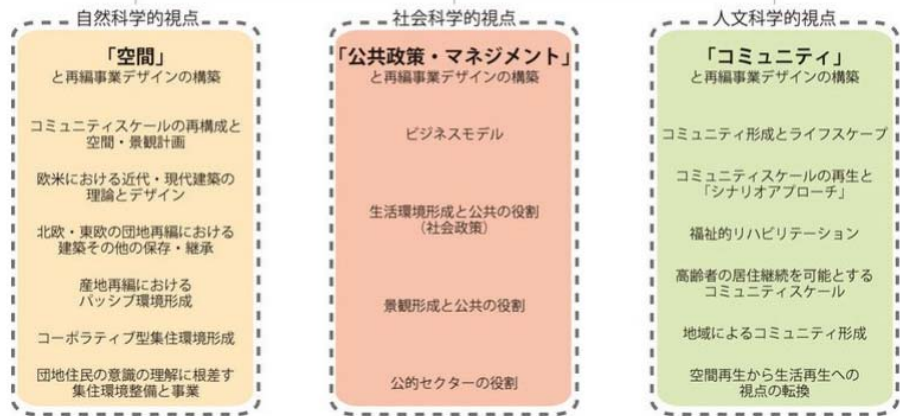 自然科学的視点
「空間」
と再編事業デザインの構築
コミュニティスケールの再構成と
空間・景観計画
欧米における近代・現代建築の
理論とデザイン
北欧・東欧の団地再編における
建築その他の保存・継承
産地再編における
パッシブ環境形成
コーポラティブ型集住環境形成
団地住民の意識の理解に根差す
集住環境整備と事業
社会科学的視点
「公共政策・マネジメント」
と再編事業デザインの構築
ビジネスモデル
生活環境形成と公共の役割
（社会政策）
景観形成と公共の役割
公的セクターの役割
人文科学的視点
「コミュニティ」
と再編事業デザインの構築
コミュニティ形成とライフスケープ
コミュニティスケールの再生と
「シナリオアプローチ」
福祉的リハビリテーション
高齢者の居住継続を可能とする
コミュニティスケール
地域によるコミュニティ形成
空間再生から生活再生への
視点の転換